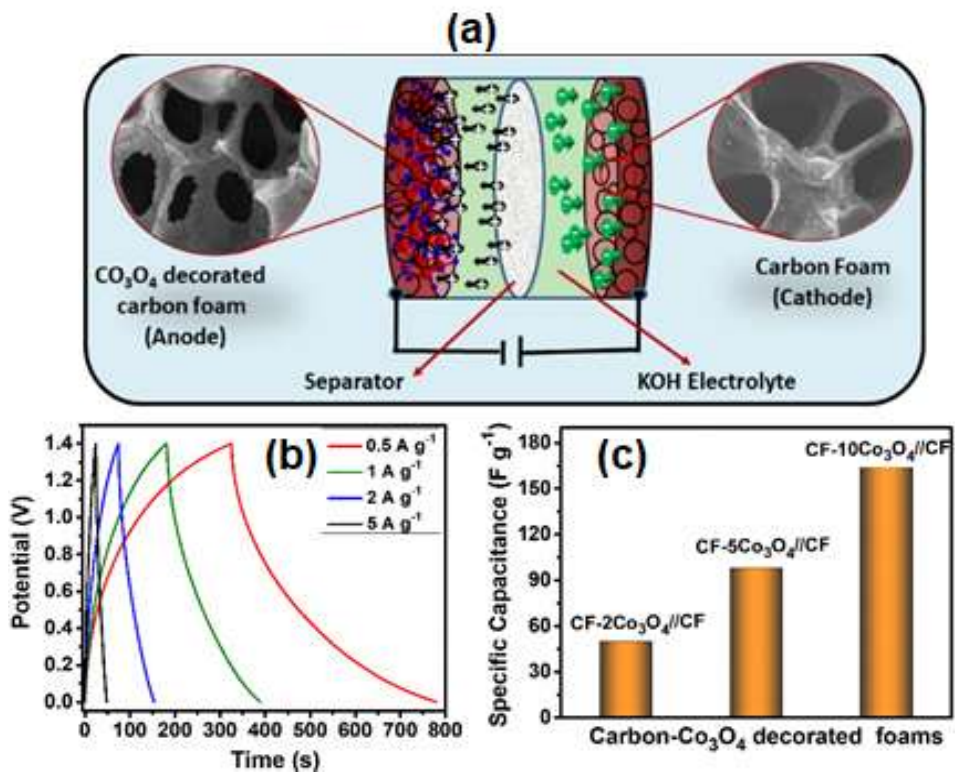 (a)
CO₃O₄ decorated
carbon foam
(Anode)
Carbon Foam
(Cathode)
Separator
KOH Electrolyte
(b)
0.5 A g⁻¹
1 A g⁻¹
2 A g⁻¹
5 A g⁻¹
Potential (V)
1.4
1.2
1.0
0.8
0.6
0.4
0.2
0.0
0 100 200 300 400 500 600 700 800
Time (s)
(c)
Specific Capacitance (F g⁻¹)
180
150
120
90
60
30
0
CF-10Co₃O₄//CF
CF-5Co₃O₄//CF
CF-2Co₃O₄//CF
Carbon-Co₃O₄ decorated foams